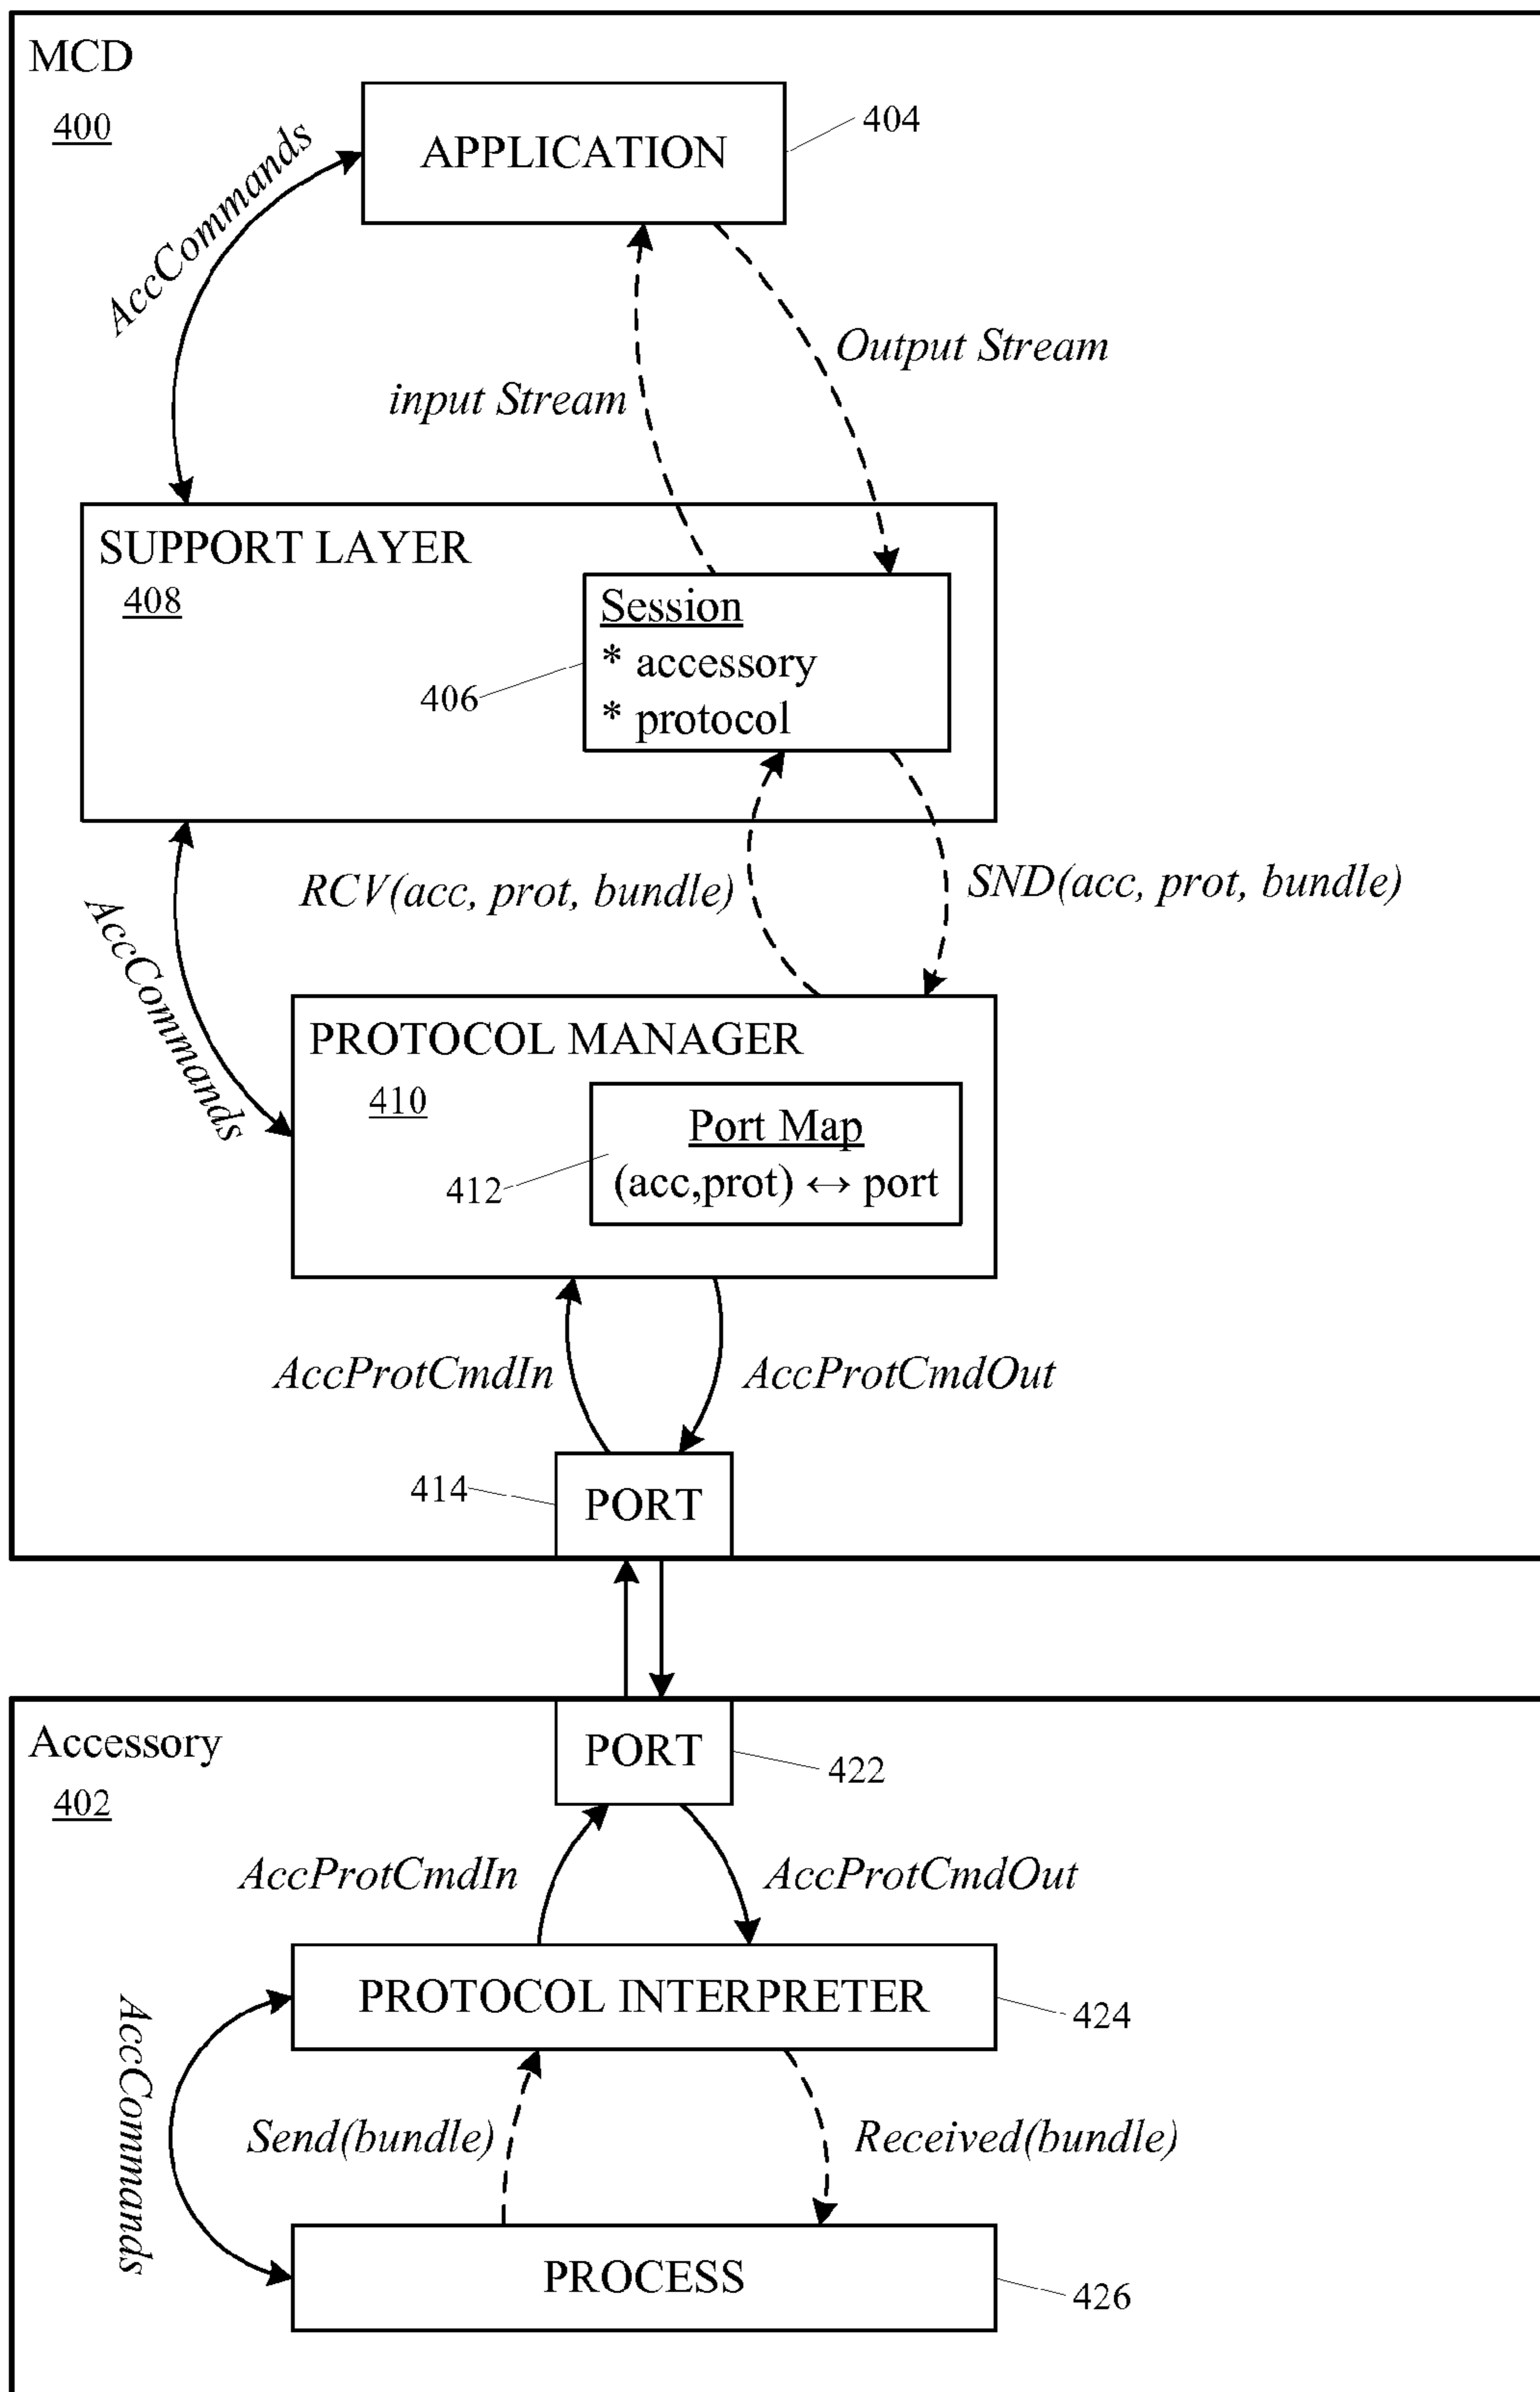 MCD
400
APPLICATION
404
AccCommands
Output Stream
input Stream
SUPPORT LAYER
408
Session
* accessory
* protocol
406
RCV(acc, prot, bundle)
SND(acc, prot, bundle)
AccCommands
PROTOCOL MANAGER
410
Port Map
(acc,prot) ↔ port
412
AccProtCmdIn
AccProtCmdOut
414
PORT
Accessory
402
PORT
422
AccProtCmdIn
AccProtCmdOut
PROTOCOL INTERPRETER
424
AccCommands
Send(bundle)
Received(bundle)
PROCESS
426